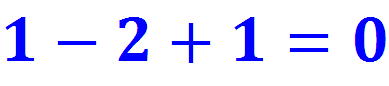 1 − 2 + 1 = 0